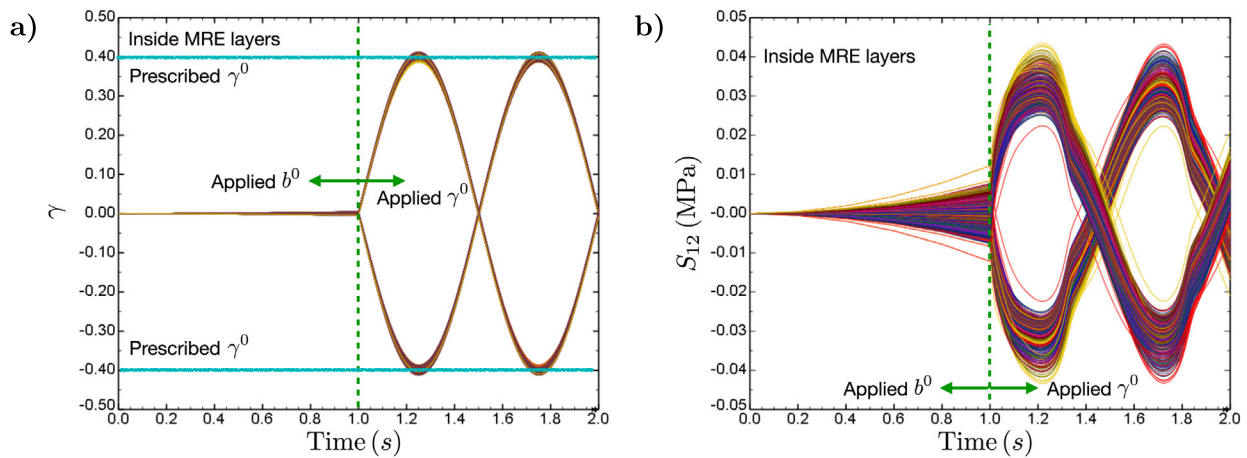 a)
Inside MRE layers
Prescribed γ⁰
Applied b⁰
Applied γ⁰
Prescribed γ⁰
γ
0.50
0.40
0.30
0.20
0.10
0.00
-0.10
-0.20
-0.30
-0.40
-0.50
0.0 0.2 0.4 0.6 0.8 1.0 1.2 1.4 1.6 1.8 2.0
Time (s)
b)
Inside MRE layers
Applied b⁰
Applied γ⁰
S₁₂ (MPa)
0.05
0.04
0.03
0.02
0.01
-0.00
-0.01
-0.02
-0.03
-0.04
-0.05
0.0 0.2 0.4 0.6 0.8 1.0 1.2 1.4 1.6 1.8 2.0
Time (s)